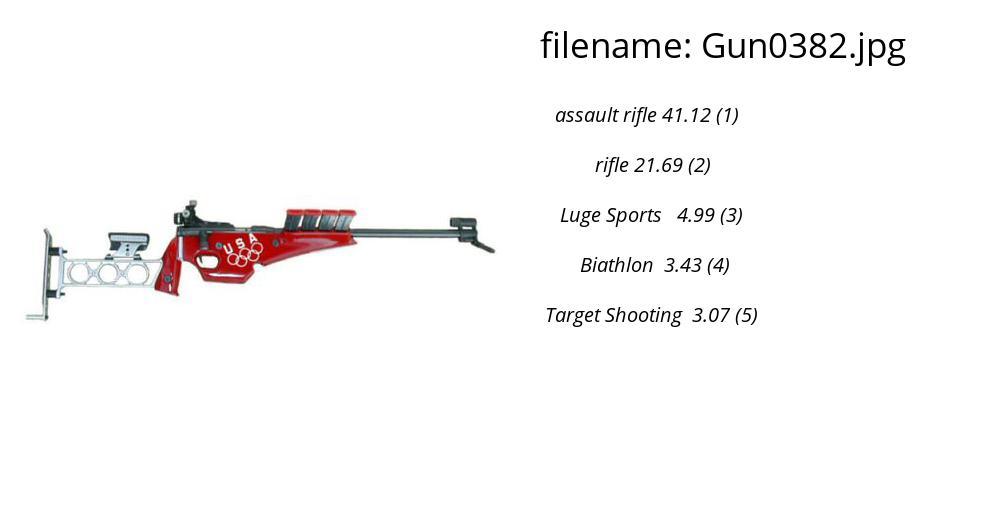 filename: Gun0382.jpg
assault rifle 41.12 (1)
rifle 21.69 (2)
Luge Sports 4.99 (3)
Biathlon 3.43 (4)
Target Shooting 3.07 (5)
USA